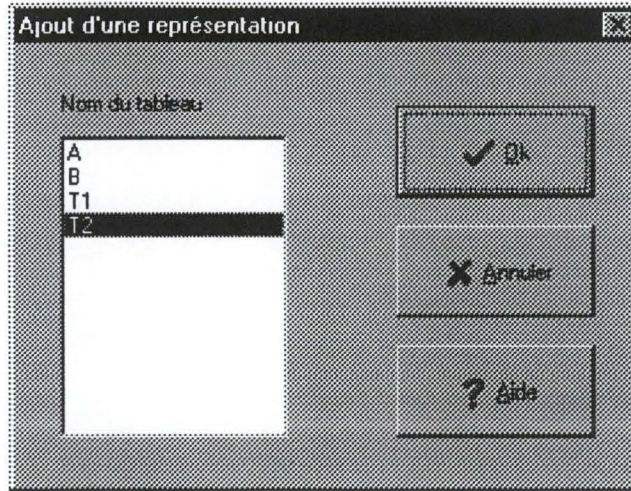 Ajout d'une représentation
Nom du tableau
A
B
T1
T2
Ok
Annuler
Aide